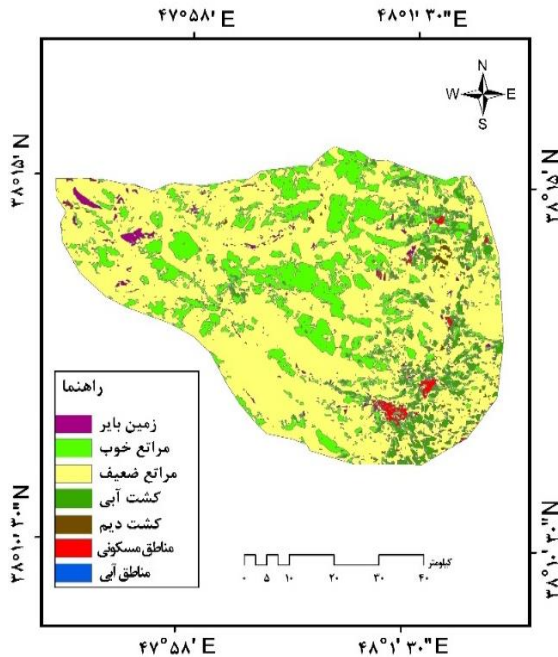 ۴۷°۵۸' E ۴۸°۱' ۳۰" E
N
W E
S
۳۸°۱۵' N ۳۸°۱۵' N
راهنما
زمین بایر
مراتع خوب
مراتع ضعیف
کشت آبی
کشت دیم
مناطق مسکونی
مناطق آبی
۳۸°۱۰' ۳۰" N ۳۸°۱۰' ۳۰" N
کیلومتر
۰ ۵ ۱۰ ۲۰ ۳۰ ۴۰
۴۷°۵۸' E ۴۸°۱' ۳۰" E